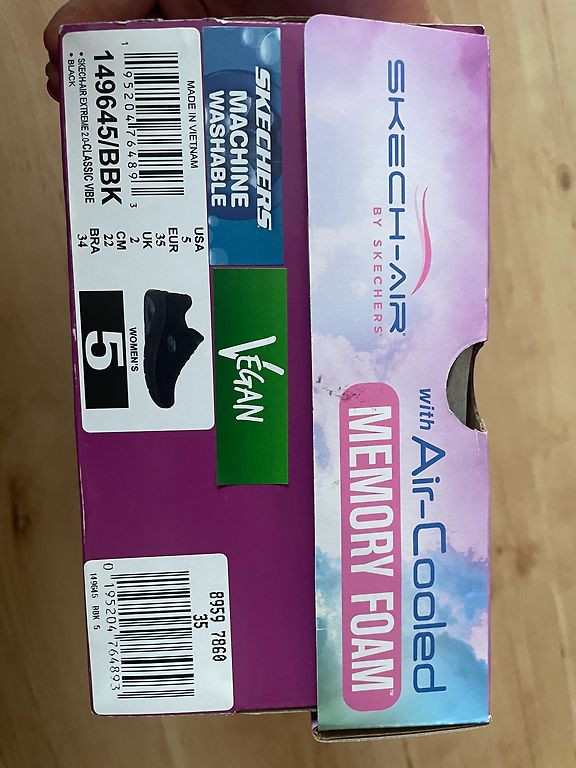 SKECH-AIR
BY SKECHERS
with Air-Cooled
MEMORY FOAM™
SKECHERS
MACHINE
WASHABLE
VEGAN
MADE IN VIETNAM
1 95204 76489 3
149645/BBK
• SKECH-AIR EXTREME 2.0-CLASSIC VIBE
• BLACK
USA EUR UK CM BRA
5 35 2 22 34
WOMEN'S
5
8959 7860
35
0 195204 764893
149645 BBK 5